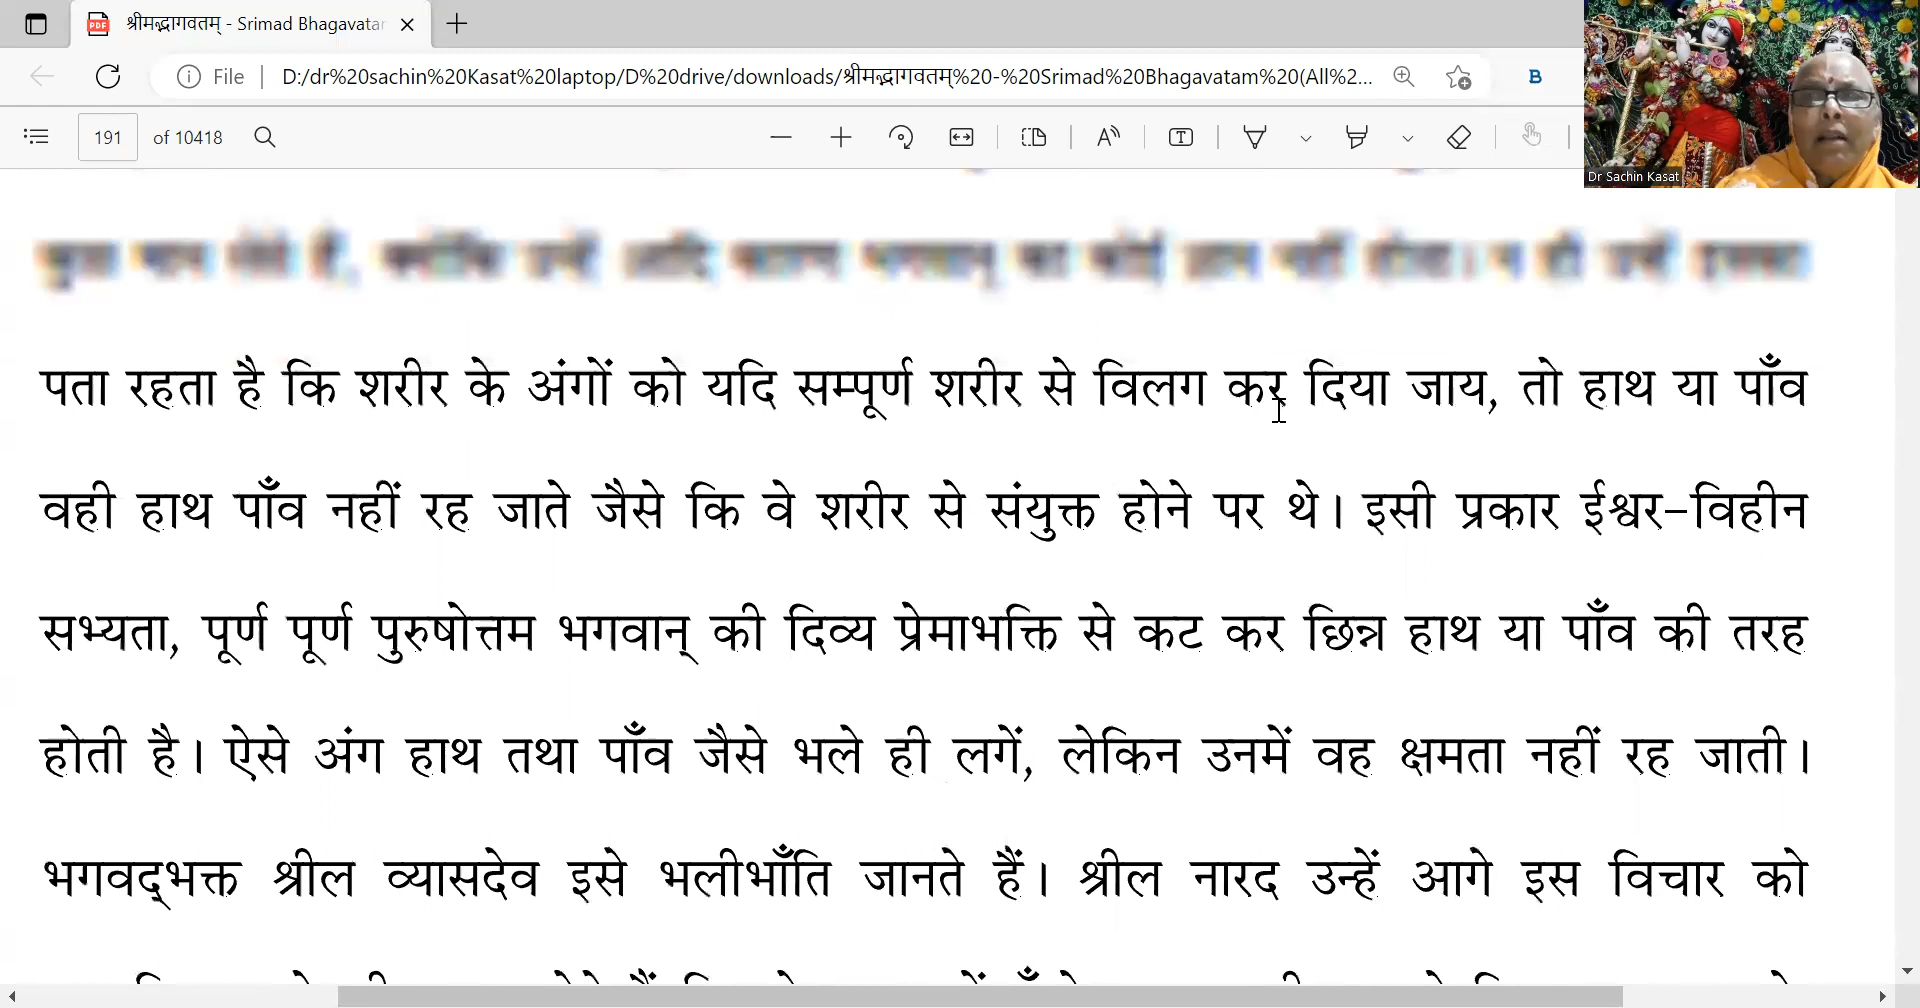 श्रीमद्भागवतम् - Srimad Bhagavatam
File D:/dr%20sachin%20Kasat%20laptop/D%20drive/downloads/श्रीमद्भागवतम्%20-%20Srimad%20Bhagavatam%20(All%2...
191 of 10418
Dr Sachin Kasat
पता रहता है कि शरीर के अंगों को यदि सम्पूर्ण शरीर से विलग कर दिया जाय, तो हाथ या पाँव
वही हाथ पाँव नहीं रह जाते जैसे कि वे शरीर से संयुक्त होने पर थे। इसी प्रकार ईश्वर-विहीन
सभ्यता, पूर्ण पूर्ण पुरुषोत्तम भगवान् की दिव्य प्रेमाभक्ति से कट कर छिन्न हाथ या पाँव की तरह
होती है। ऐसे अंग हाथ तथा पाँव जैसे भले ही लगें, लेकिन उनमें वह क्षमता नहीं रह जाती।
भगवद्भक्त श्रील व्यासदेव इसे भलीभाँति जानते हैं। श्रील नारद उन्हें आगे इस विचार को